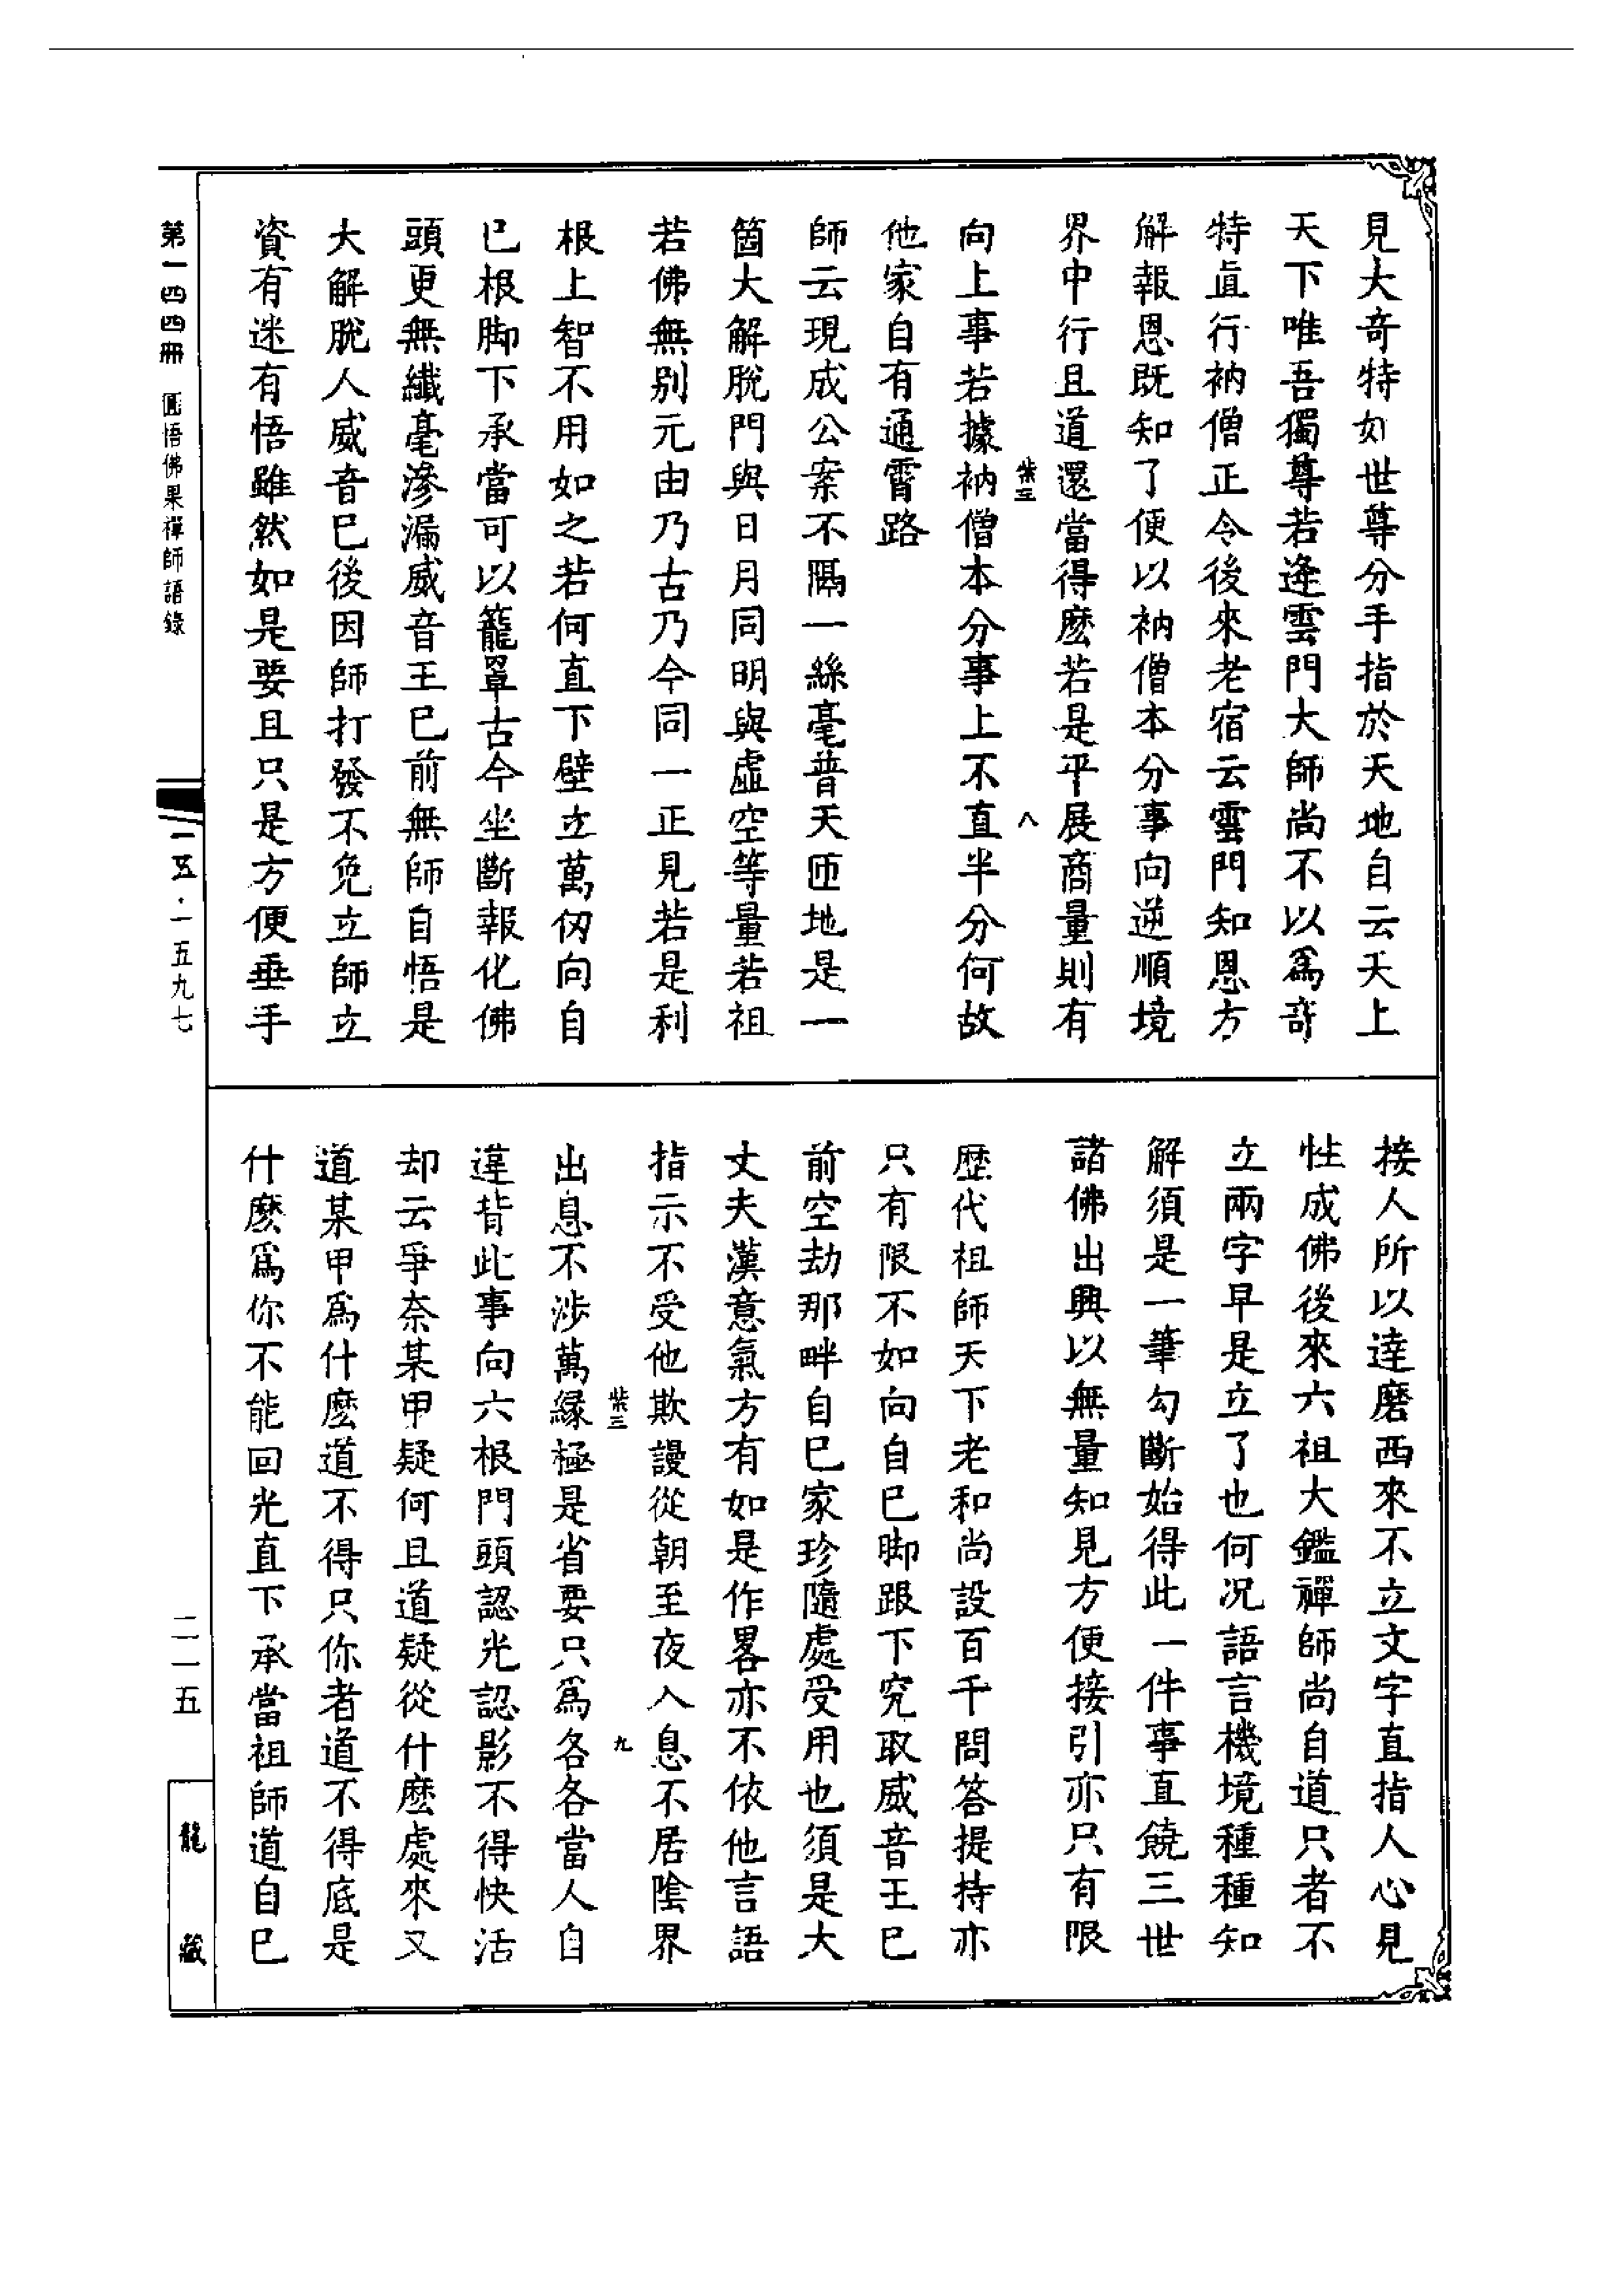 見大奇特如世尊分手指於天地自云天上
天下唯吾獨尊若逢雲門大師尚不以爲奇
特直行衲僧正令後來老宿云雲門知恩方
解報恩既知了便以衲僧本分事向逆順境
界中行且道還當得麽若是平展商量則有
紫三
八
向上事若據衲僧本分事上不直半分何故
他家自有通霄路
師云現成公案不隔一絲毫普天匝地是一
箇大解脫門與日月同明與虛空等量若祖
若佛無别元由乃古乃今同一正見若是利
根上智不用如之若何直下壁立萬仞向自
已根脚下承當可以籠罩古今坐斷報化佛
頭更無纖毫滲漏威音王巳前無師自悟是
大解脫人威音巳後因師打發不免立師立
資有迷有悟雖然如是要且只是方便垂手
接人所以達磨西來不立文字直指人心見
性成佛後來六祖大鑑禪師尚自道只者不
立兩字早是立了也何况語言機境種種知
解須是一筆勾斷始得此一件事直饒三世
諸佛出興以無量知見方便接引亦只有限
歷代祖師天下老和尚設百千問答提持亦
只有限不如向自巳脚跟下究取威音王巳
前空劫那畔自巳家珍隨處受用也須是大
丈夫漢意氣方有如是作畧亦不依他言語
指示不受他欺謾從朝至夜入息不居陰界
紫三
九
出息不涉萬緣極是省要只爲各各當人自
違背此事向六根門頭認光認影不得快活
却云爭奈某甲疑何且道疑從什麽處來又
道某甲爲什麽道不得只你者道不得底是
什麽爲你不能回光直下承當祖師道自巳
第一四四冊 圓悟佛果禪師語錄
一五·一五九七
二一五
龍藏